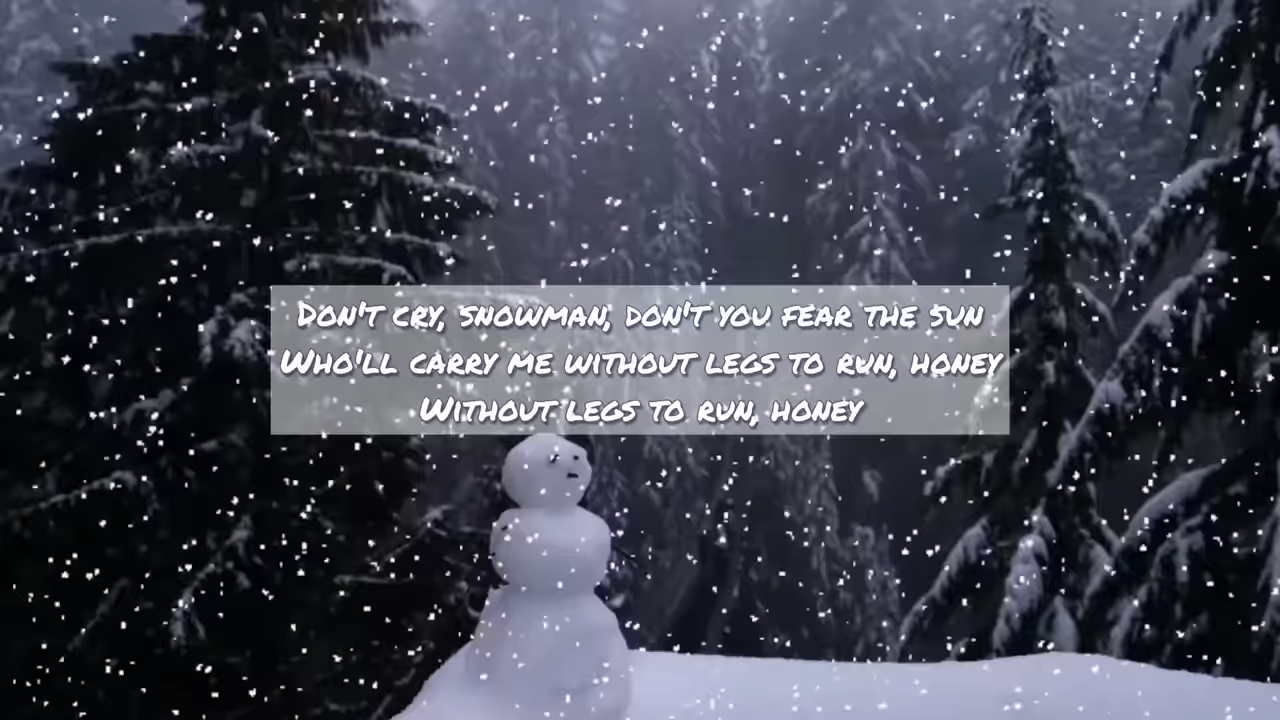 Don't cry, snowman, don't you fear the sun
Who'll carry me without legs to run, honey
Without legs to run, honey